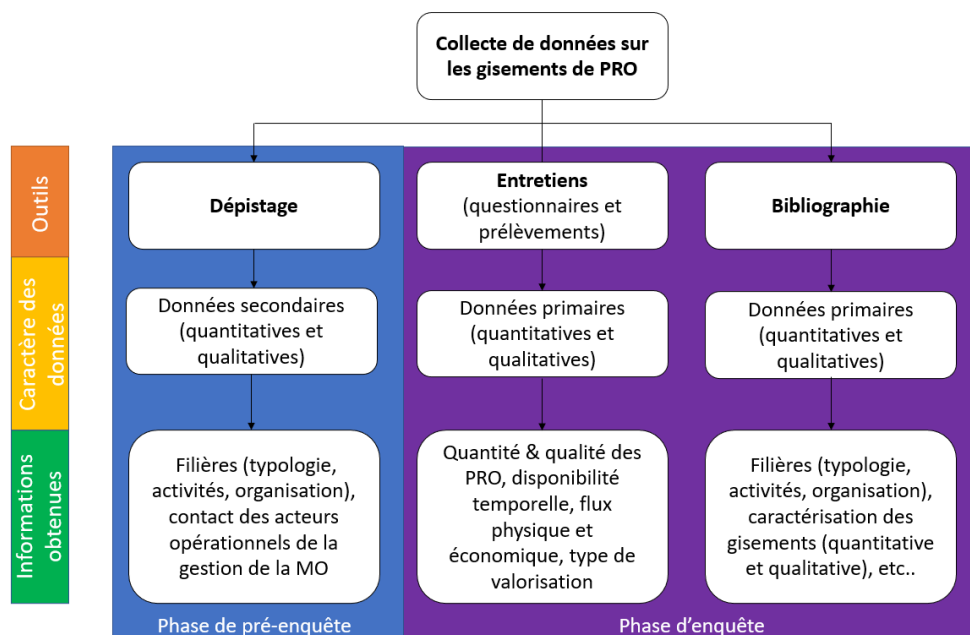 Collecte de données sur
les gisements de PRO
Outils
Dépistage
Entretiens
(questionnaires et
prélèvements)
Bibliographie
Caractère des
données
Données secondaires
(quantitatives et
qualitatives)
Données primaires
(quantitatives et
qualitatives)
Données primaires
(quantitatives et
qualitatives)
Informations
obtenues
Filières (typologie,
activités, organisation),
contact des acteurs
opérationnels de la
gestion de la MO
Quantité & qualité des
PRO, disponibilité
temporelle, flux
physique et
économique, type de
valorisation
Filières (typologie,
activités, organisation),
caractérisation des
gisements (quantitative
et qualitative), etc..
Phase de pré-enquête
Phase d’enquête